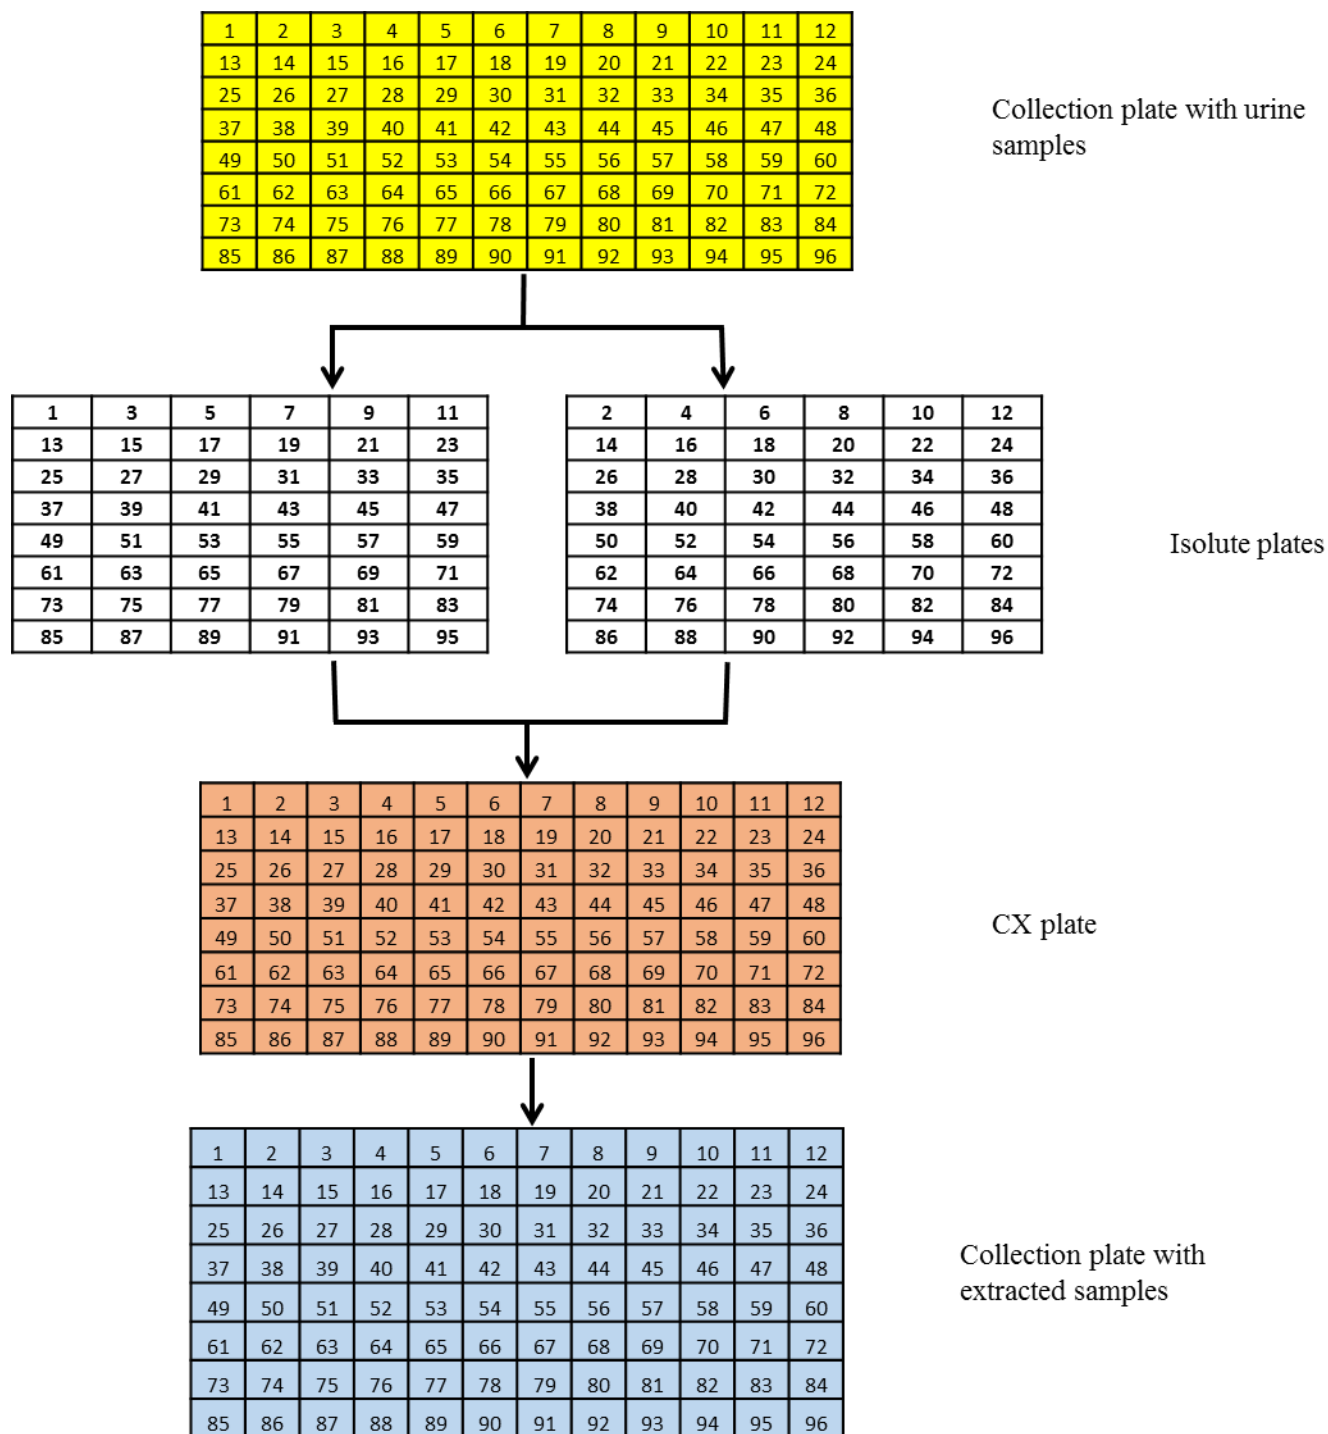 1 2 3 4 5 6 7 8 9 10 11 12
13 14 15 16 17 18 19 20 21 22 23 24
25 26 27 28 29 30 31 32 33 34 35 36
37 38 39 40 41 42 43 44 45 46 47 48
49 50 51 52 53 54 55 56 57 58 59 60
61 62 63 64 65 66 67 68 69 70 71 72
73 74 75 76 77 78 79 80 81 82 83 84
85 86 87 88 89 90 91 92 93 94 95 96
Collection plate with urine
samples
1 3 5 7 9 11
13 15 17 19 21 23
25 27 29 31 33 35
37 39 41 43 45 47
49 51 53 55 57 59
61 63 65 67 69 71
73 75 77 79 81 83
85 87 89 91 93 95
2 4 6 8 10 12
14 16 18 20 22 24
26 28 30 32 34 36
38 40 42 44 46 48
50 52 54 56 58 60
62 64 66 68 70 72
74 76 78 80 82 84
86 88 90 92 94 96
Isolute plates
1 2 3 4 5 6 7 8 9 10 11 12
13 14 15 16 17 18 19 20 21 22 23 24
25 26 27 28 29 30 31 32 33 34 35 36
37 38 39 40 41 42 43 44 45 46 47 48
49 50 51 52 53 54 55 56 57 58 59 60
61 62 63 64 65 66 67 68 69 70 71 72
73 74 75 76 77 78 79 80 81 82 83 84
85 86 87 88 89 90 91 92 93 94 95 96
CX plate
1 2 3 4 5 6 7 8 9 10 11 12
13 14 15 16 17 18 19 20 21 22 23 24
25 26 27 28 29 30 31 32 33 34 35 36
37 38 39 40 41 42 43 44 45 46 47 48
49 50 51 52 53 54 55 56 57 58 59 60
61 62 63 64 65 66 67 68 69 70 71 72
73 74 75 76 77 78 79 80 81 82 83 84
85 86 87 88 89 90 91 92 93 94 95 96
Collection plate with
extracted samples